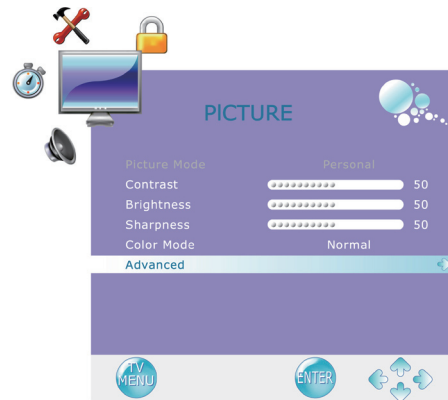 PICTURE
Picture Mode Personal
Contrast 50
Brightness 50
Sharpness 50
Color Mode Normal
Advanced
TV MENU ENTER